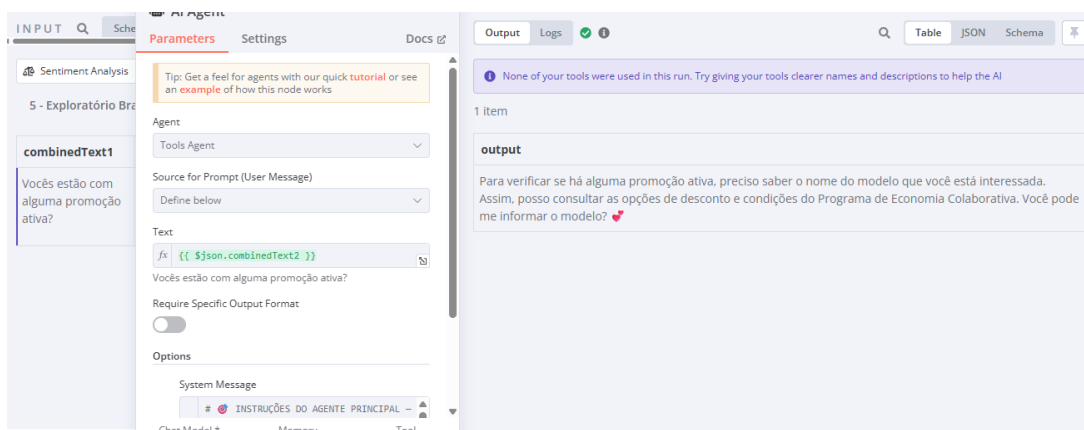 INPUT
Sche
Sentiment Analysis
5 - Exploratório Bra
combinedText1
Vocês estão com
alguma promoção
ativa?
AI Agent
Parameters
Settings
Docs
Tip: Get a feel for agents with our quick tutorial or see
an example of how this node works
Agent
Tools Agent
Source for Prompt (User Message)
Define below
Text
fx {{ $json.combinedText2 }}
Vocês estão com alguma promoção ativa?
Require Specific Output Format
Options
System Message
# 🎯 INSTRUÇÕES DO AGENTE PRINCIPAL –
Chat Model *
Memory
Tool
Output
Logs
Table
JSON
Schema
None of your tools were used in this run. Try giving your tools clearer names and descriptions to help the AI
1 item
output
Para verificar se há alguma promoção ativa, preciso saber o nome do modelo que você está interessada.
Assim, posso consultar as opções de desconto e condições do Programa de Economia Colaborativa. Você pode
me informar o modelo? 💕